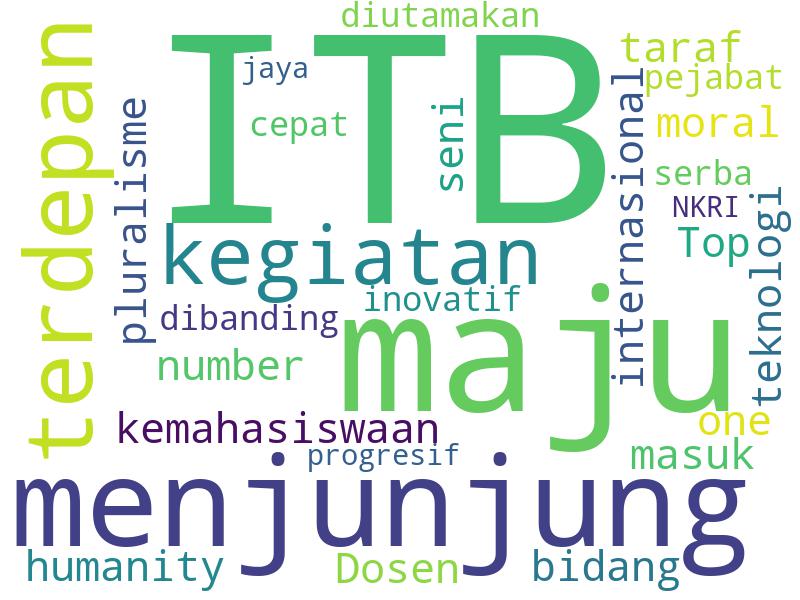 diutamakan
ITB
jaya
taraf
pejabat
terdepan
pluralisme
cepat
seni
internasional
moral
serba
NKRI
teknologi
Top
kegiatan
inovatif
dibanding
maju
number
one
kemahasiswaan
progresif
masuk
menjunjung
humanity
Dosen
bidang